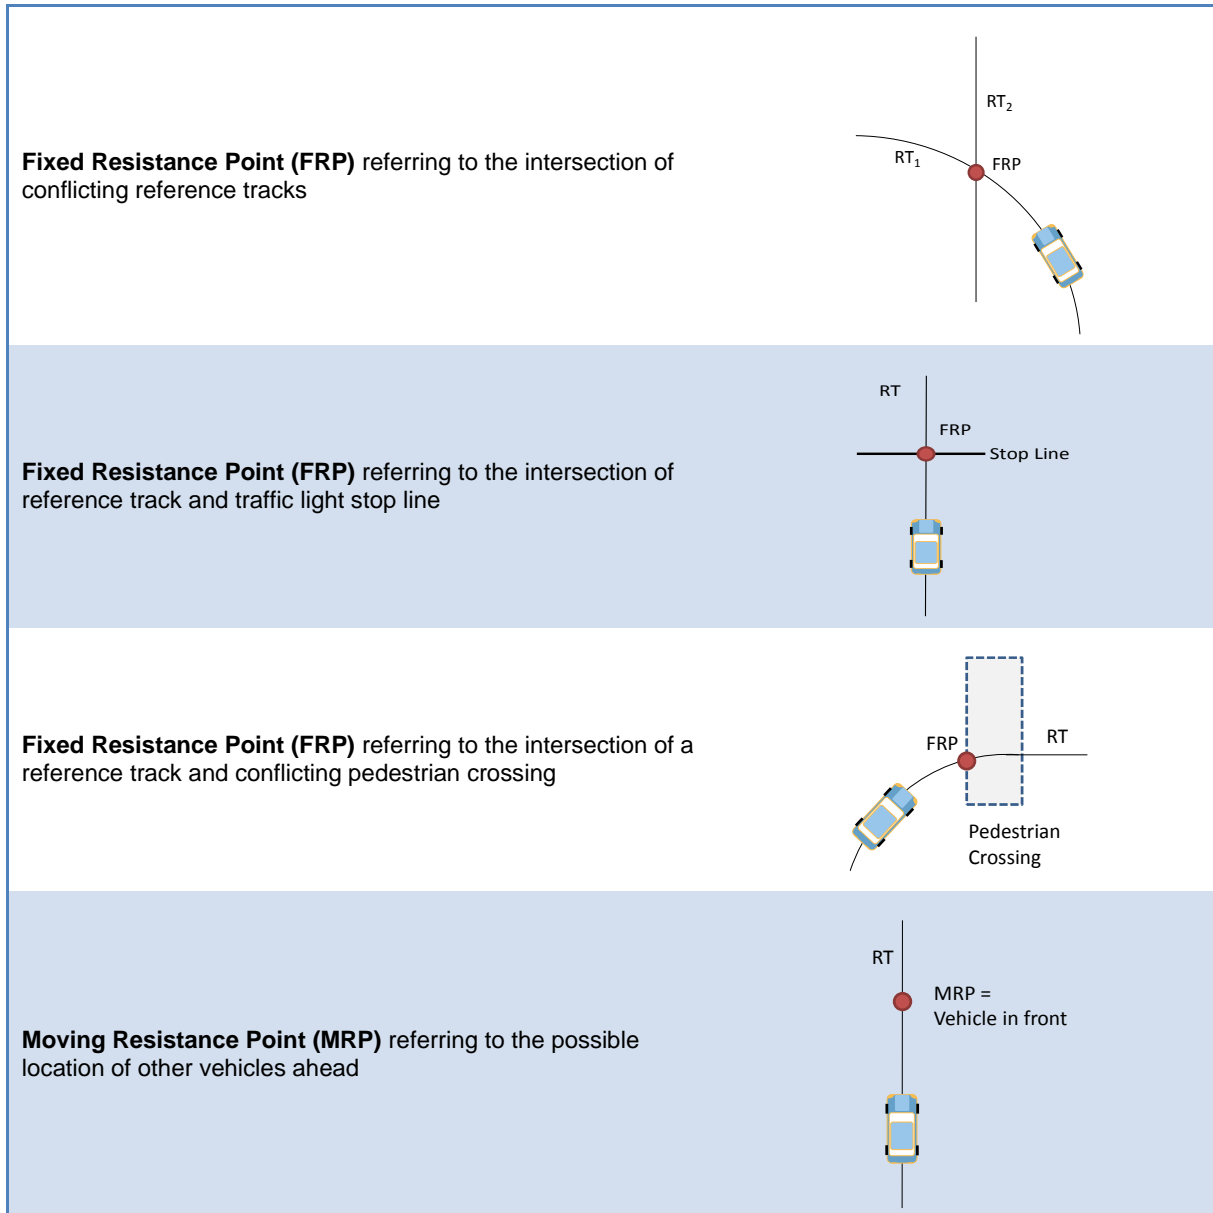 RT₂
Fixed Resistance Point (FRP) referring to the intersection of
conflicting reference tracks
RT₁
FRP
RT
FRP
Stop Line
Fixed Resistance Point (FRP) referring to the intersection of
reference track and traffic light stop line
Fixed Resistance Point (FRP) referring to the intersection of a
reference track and conflicting pedestrian crossing
FRP
RT
Pedestrian
Crossing
RT
MRP =
Vehicle in front
Moving Resistance Point (MRP) referring to the possible
location of other vehicles ahead